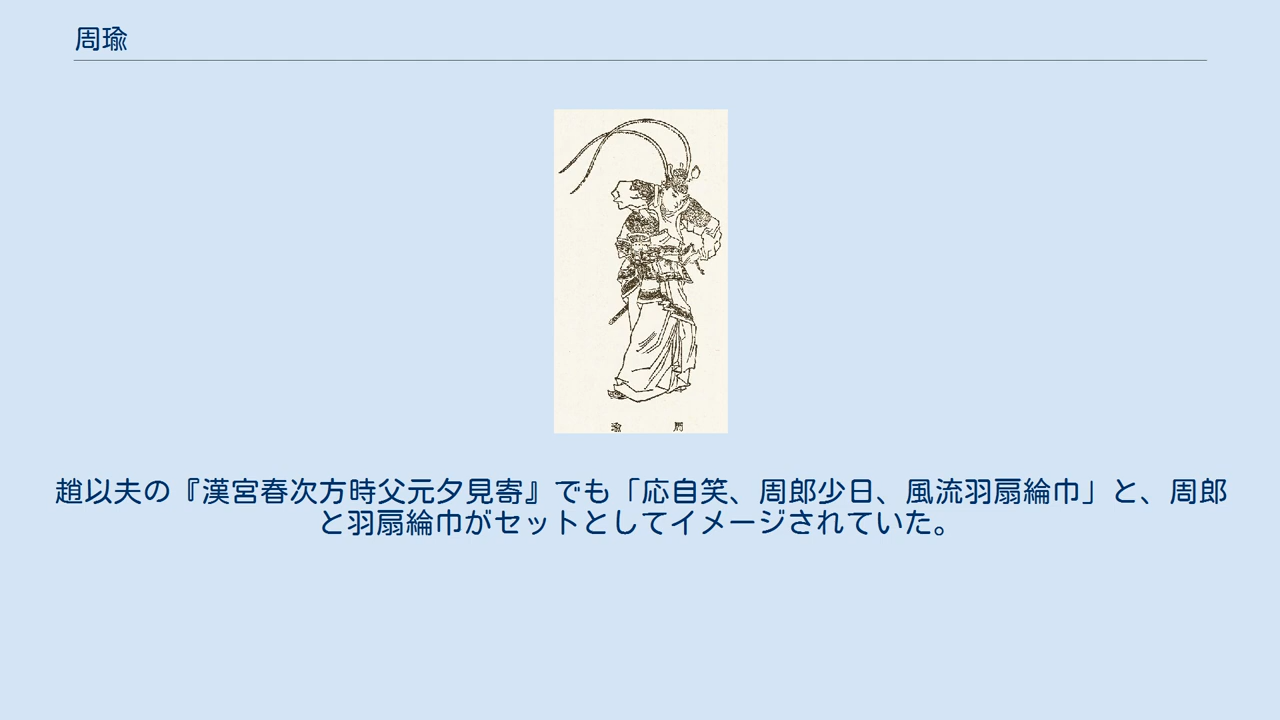 周瑜
瑜 周
趙以夫の『漢宮春次方時父元夕見寄』でも「応自笑、周郎少日、風流羽扇綸巾」と、周郎
と羽扇綸巾がセットとしてイメージされていた。